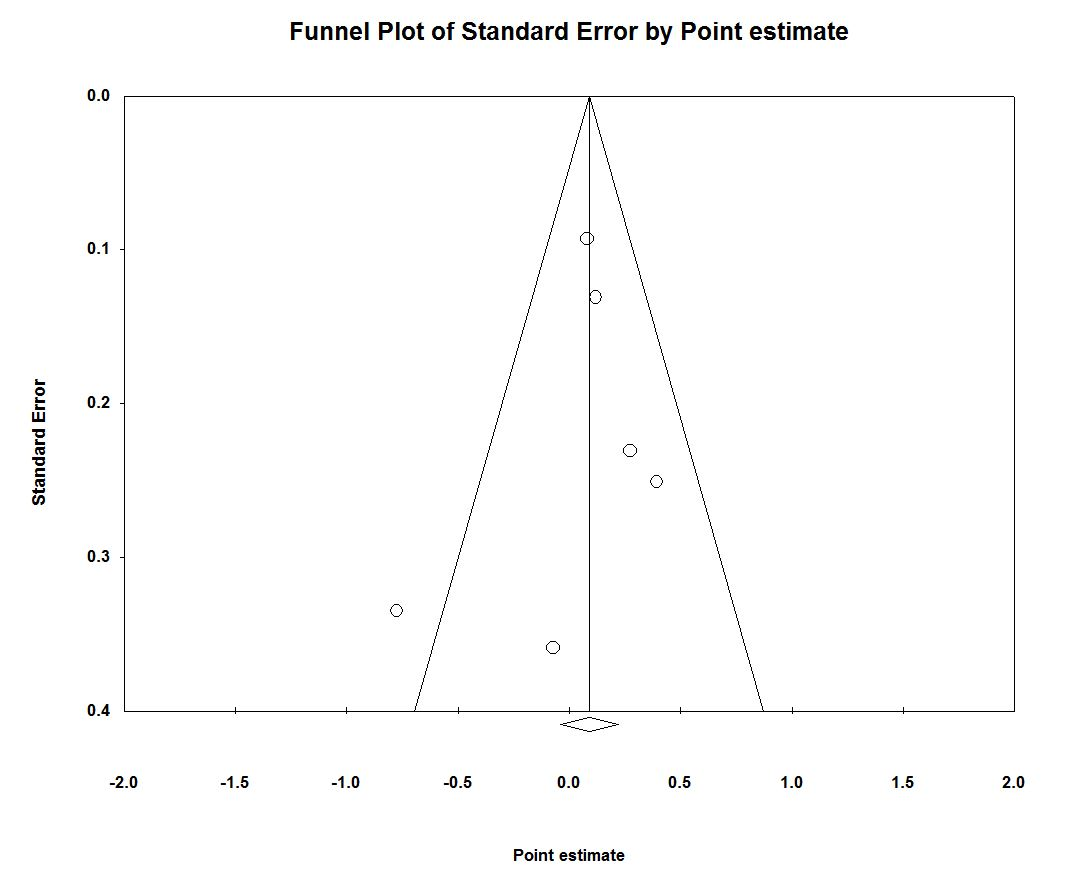 Funnel Plot of Standard Error by Point estimate
0.0
0.1
0.2
0.3
0.4
Standard Error
-2.0 -1.5 -1.0 -0.5 0.0 0.5 1.0 1.5 2.0
Point estimate